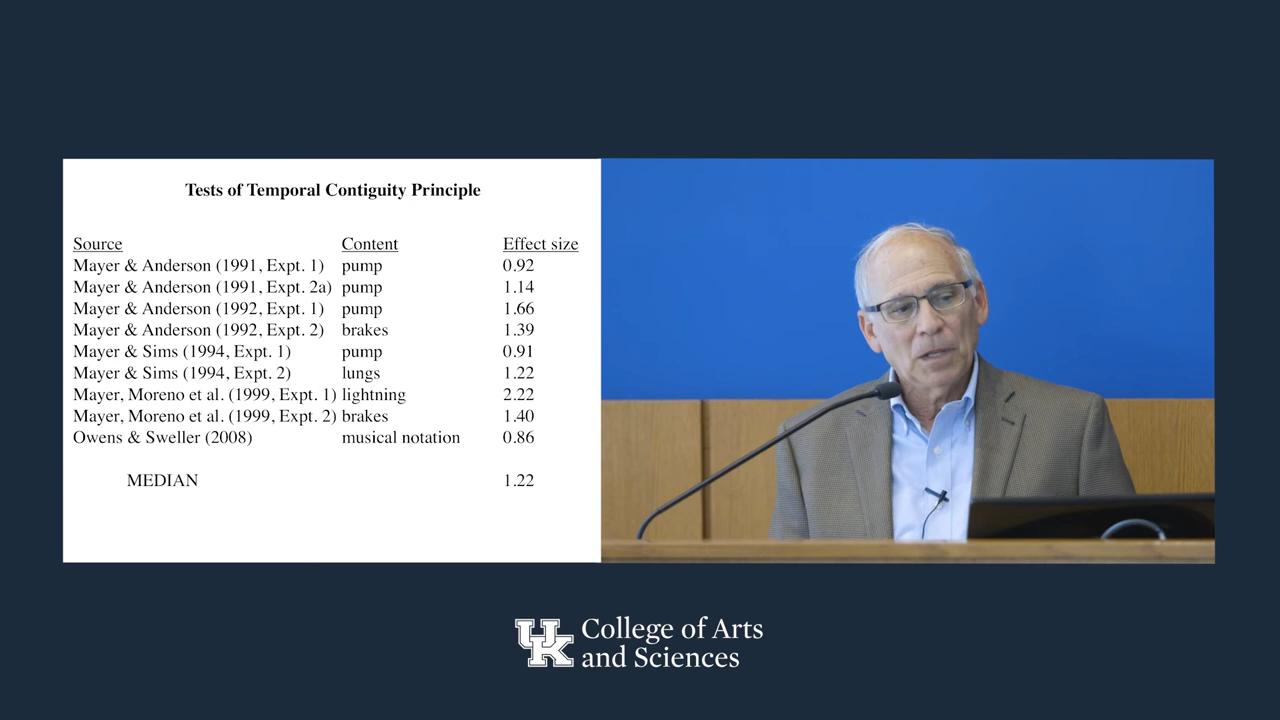 Tests of Temporal Contiguity Principle
Source Content Effect size
Mayer & Anderson (1991, Expt. 1) pump 0.92
Mayer & Anderson (1991, Expt. 2a) pump 1.14
Mayer & Anderson (1992, Expt. 1) pump 1.66
Mayer & Anderson (1992, Expt. 2) brakes 1.39
Mayer & Sims (1994, Expt. 1) pump 0.91
Mayer & Sims (1994, Expt. 2) lungs 1.22
Mayer, Moreno et al. (1999, Expt. 1) lightning 2.22
Mayer, Moreno et al. (1999, Expt. 2) brakes 1.40
Owens & Sweller (2008) musical notation 0.86
MEDIAN 1.22
UK College of Arts
and Sciences